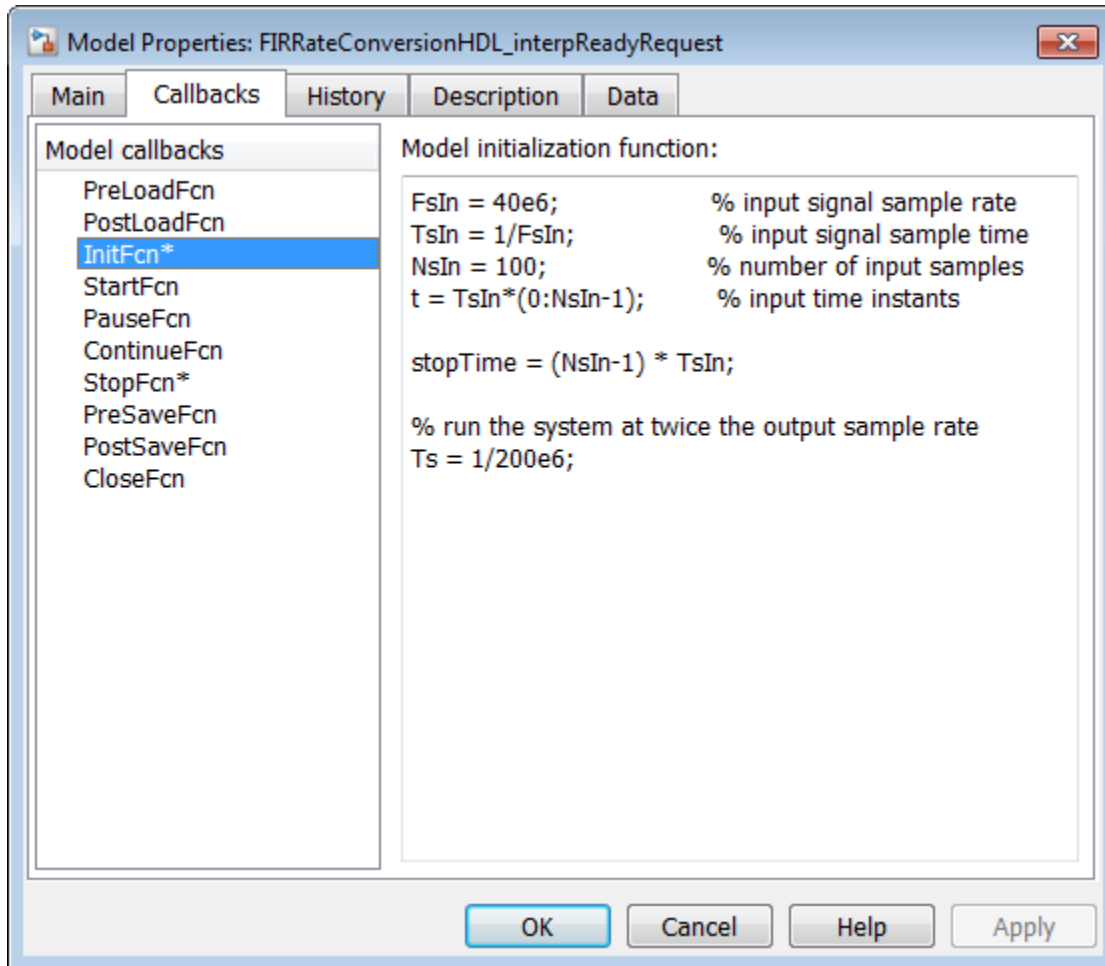 Model Properties: FIRRateConversionHDL_interpReadyRequest
Main Callbacks History Description Data
Model callbacks
PreLoadFcn
PostLoadFcn
InitFcn*
StartFcn
PauseFcn
ContinueFcn
StopFcn*
PreSaveFcn
PostSaveFcn
CloseFcn
Model initialization function:
FsIn = 40e6; % input signal sample rate
TsIn = 1/FsIn; % input signal sample time
NsIn = 100; % number of input samples
t = TsIn*(0:NsIn-1); % input time instants
stopTime = (NsIn-1) * TsIn;
% run the system at twice the output sample rate
Ts = 1/200e6;
OK Cancel Help Apply